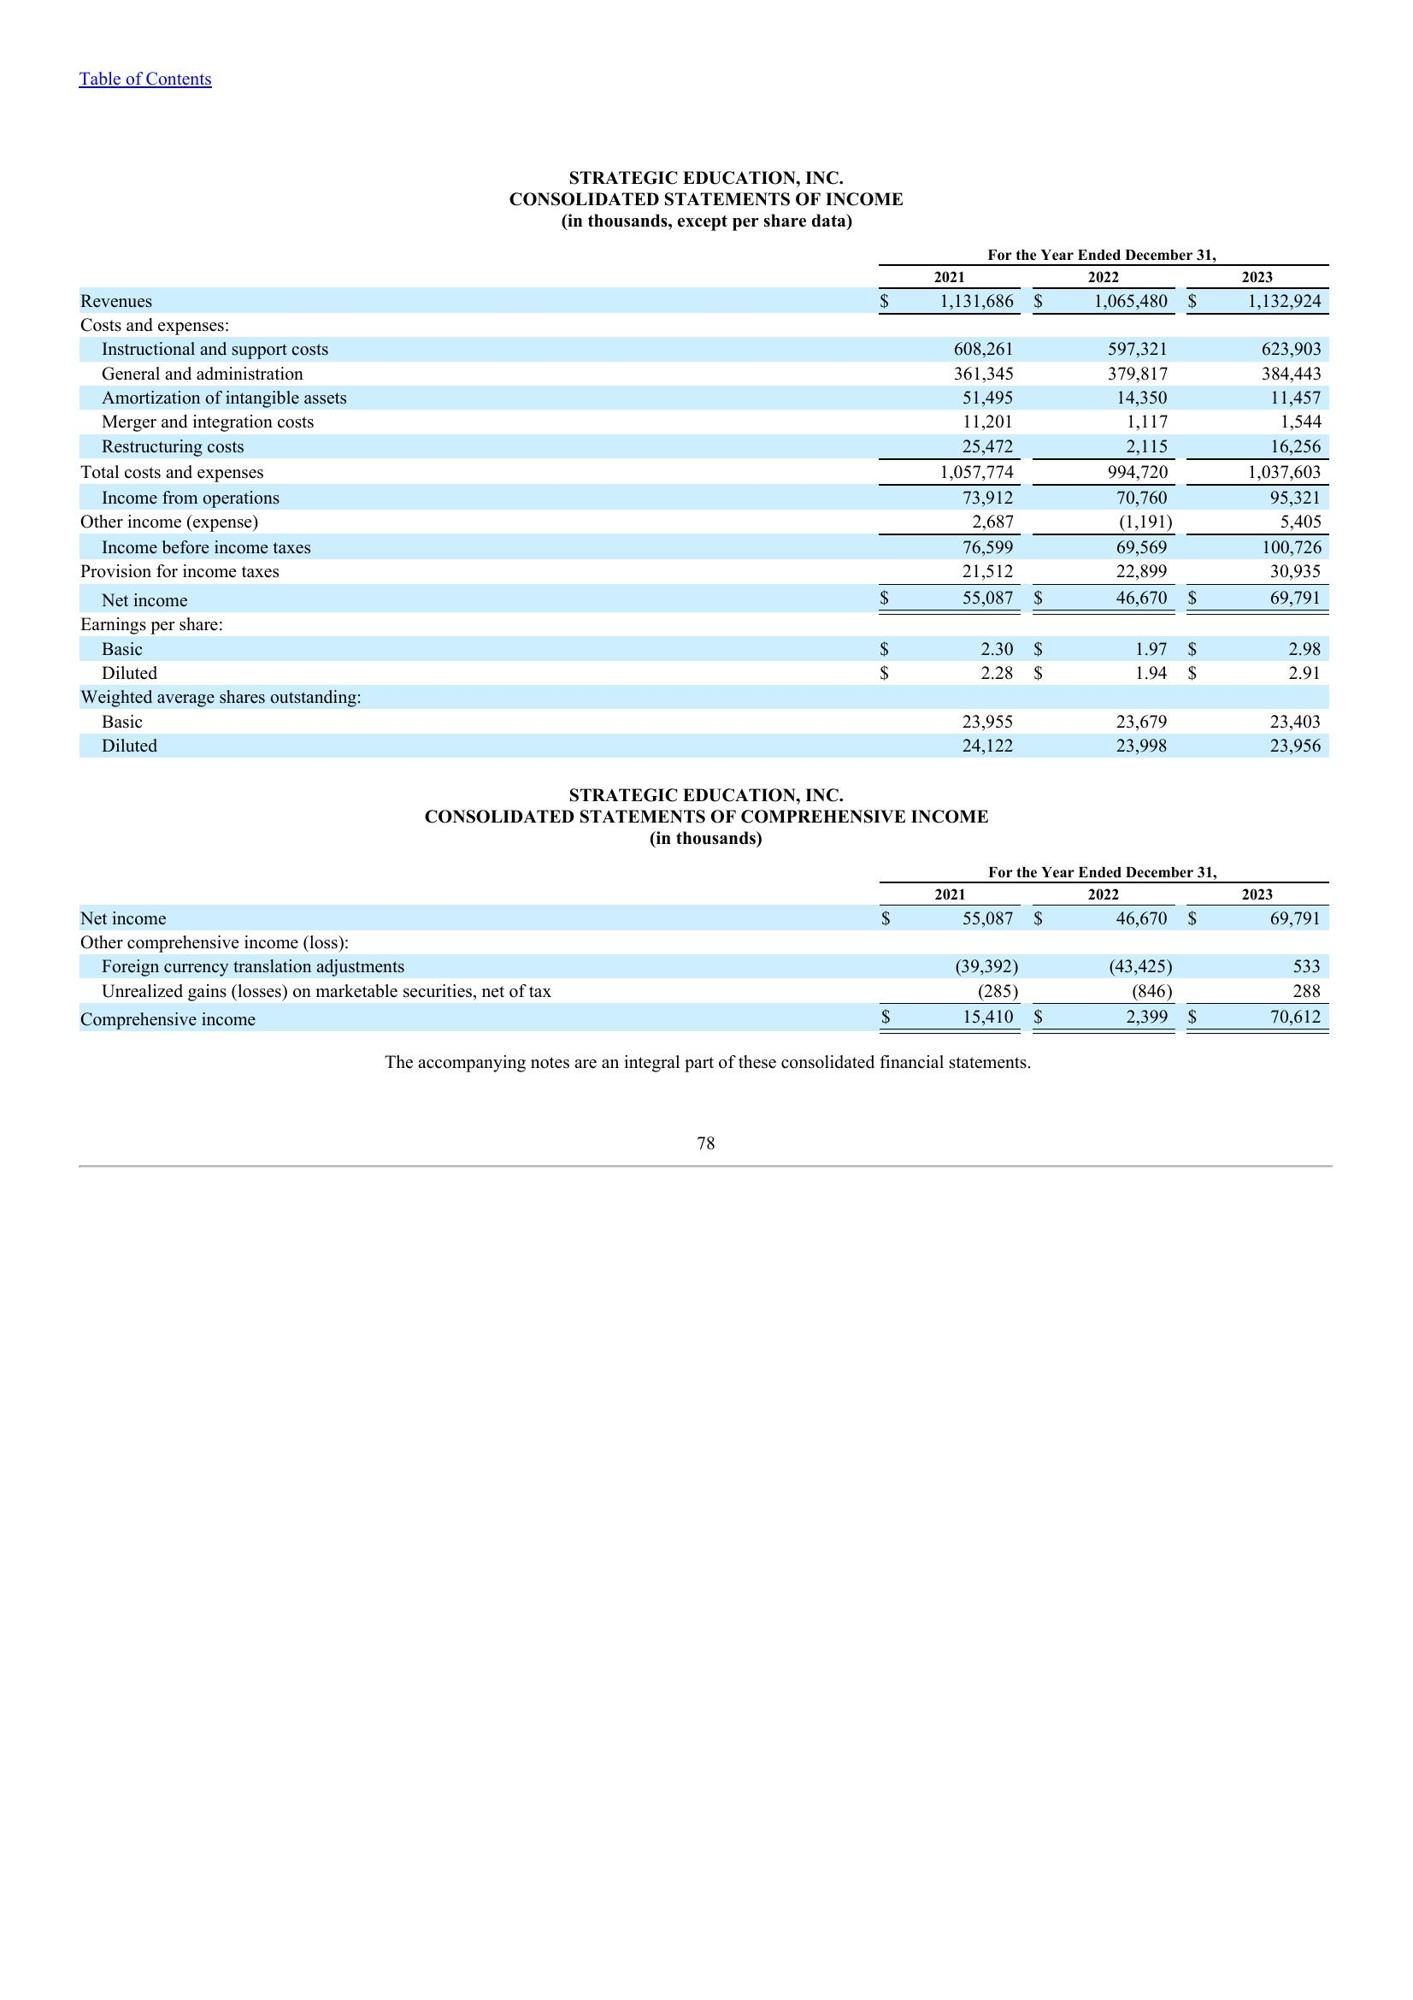 Table of Contents
STRATEGIC EDUCATION, INC.
CONSOLIDATED STATEMENTS OF INCOME
(in thousands, except per share data)
For the Year Ended December 31,
2021 2022 2023
Revenues $ 1,131,686 $ 1,065,480 $ 1,132,924
Costs and expenses:
Instructional and support costs 608,261 597,321 623,903
General and administration 361,345 379,817 384,443
Amortization of intangible assets 51,495 14,350 11,457
Merger and integration costs 11,201 1,117 1,544
Restructuring costs 25,472 2,115 16,256
Total costs and expenses 1,057,774 994,720 1,037,603
Income from operations 73,912 70,760 95,321
Other income (expense) 2,687 (1,191) 5,405
Income before income taxes 76,599 69,569 100,726
Provision for income taxes 21,512 22,899 30,935
Net income $ 55,087 $ 46,670 $ 69,791
Earnings per share:
Basic $ 2.30 $ 1.97 $ 2.98
Diluted $ 2.28 $ 1.94 $ 2.91
Weighted average shares outstanding:
Basic 23,955 23,679 23,403
Diluted 24,122 23,998 23,956
STRATEGIC EDUCATION, INC.
CONSOLIDATED STATEMENTS OF COMPREHENSIVE INCOME
(in thousands)
For the Year Ended December 31,
2021 2022 2023
Net income $ 55,087 $ 46,670 $ 69,791
Other comprehensive income (loss):
Foreign currency translation adjustments (39,392) (43,425) 533
Unrealized gains (losses) on marketable securities, net of tax (285) (846) 288
Comprehensive income $ 15,410 $ 2,399 $ 70,612
The accompanying notes are an integral part of these consolidated financial statements.
78